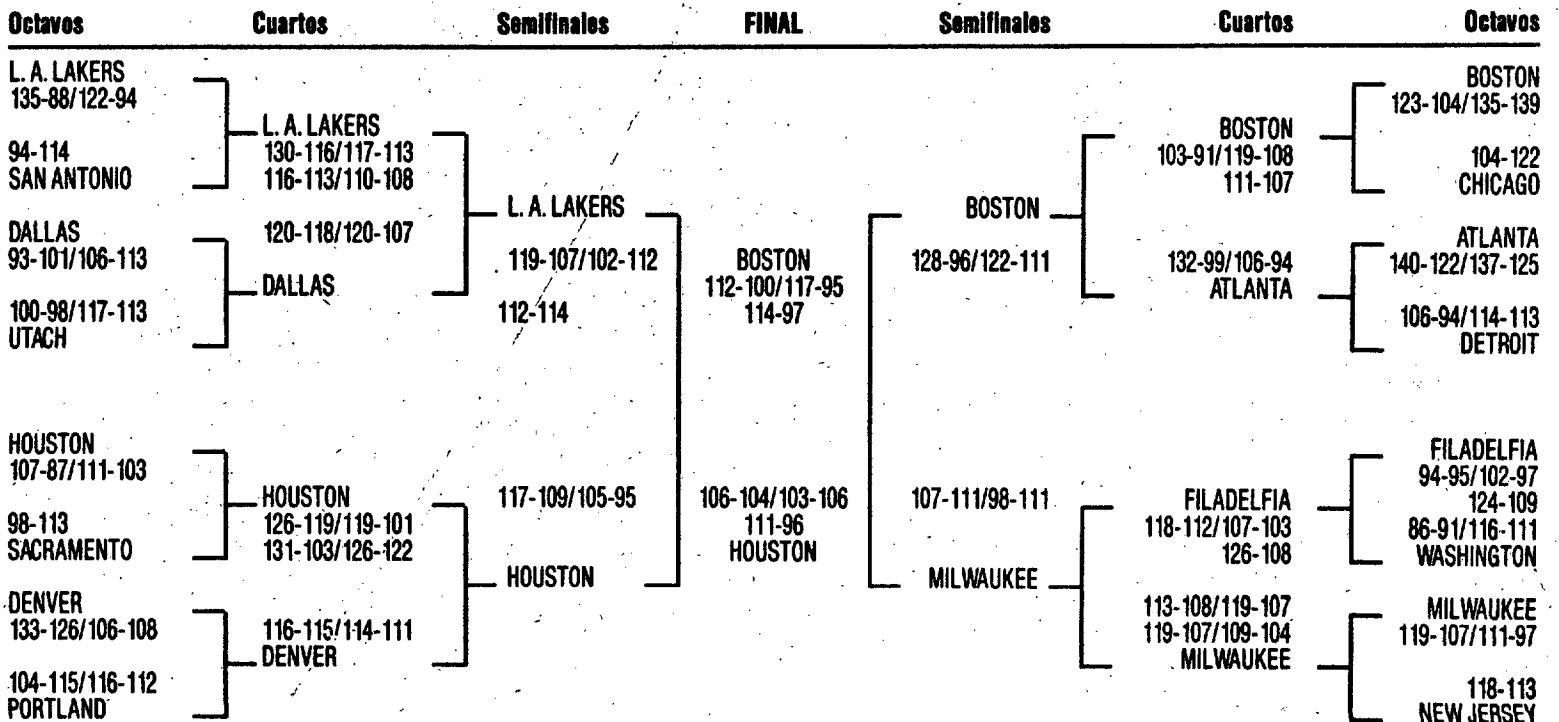 Octavos
Cuartos
Semifinales
FINAL
Semifinales
Cuartos
Octavos
L. A. LAKERS
135-88/122-94
94-114
SAN ANTONIO
DALLAS
93-101/106-113
100-98/117-113
UTACH
HOUSTON
107-87/111-103
98-113
SACRAMENTO
DENVER
133-126/106-108
104-115/116-112
PORTLAND
L. A. LAKERS
130-116/117-113
116-113/110-108
120-118/120-107
DALLAS
HOUSTON
126-119/119-101
131-103/126-122
116-115/114-111
DENVER
L. A. LAKERS
119-107/102-112
112-114
117-109/105-95
HOUSTON
BOSTON
112-100/117-95
114-97
106-104/103-106
111-96
HOUSTON
BOSTON
128-96/122-111
107-111/98-111
MILWAUKEE
BOSTON
103-91/119-108
111-107
132-99/106-94
ATLANTA
FILADELFIA
118-112/107-103
126-108
113-108/119-107
119-107/109-104
MILWAUKEE
BOSTON
123-104/135-139
104-122
CHICAGO
ATLANTA
140-122/137-125
106-94/114-113
DETROIT
FILADELFIA
94-95/102-97
124-109
86-91/116-111
WASHINGTON
MILWAUKEE
119-107/111-97
118-113
NEW JERSEY